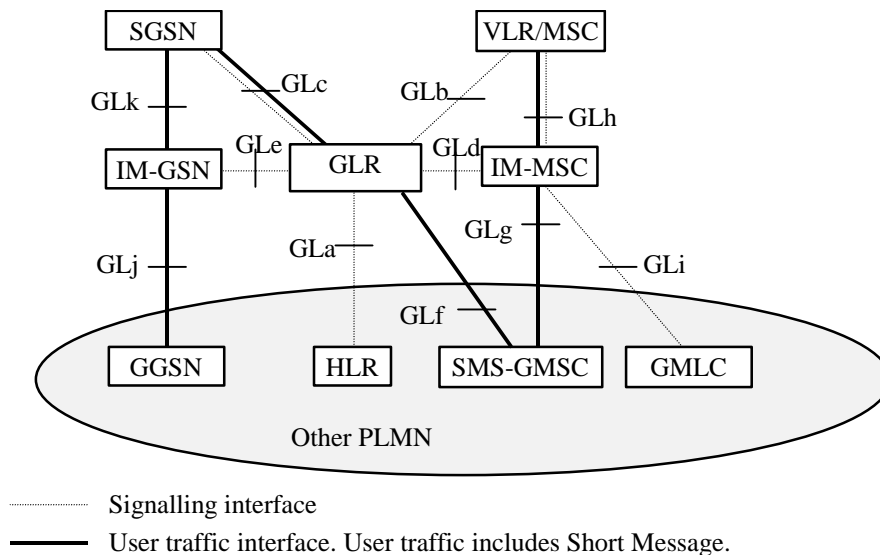 SGSN
VLR/MSC
GLc
GLb
GLk
GLh
GLe
GLd
IM-GSN
GLR
IM-MSC
GLa
GLg
GLj
GLi
GLf
GGSN
HLR
SMS-GMSC
GMLC
Other PLMN
Signalling interface
User traffic interface. User traffic includes Short Message.